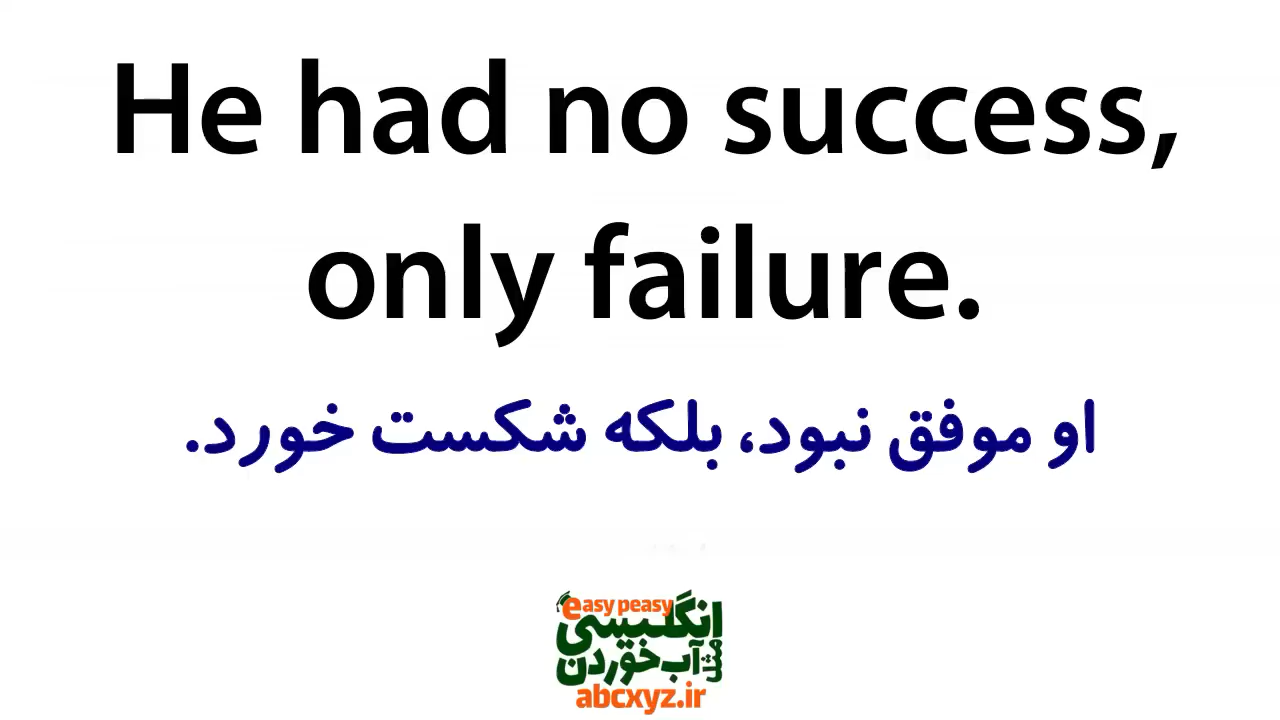 He had no success,
only failure.
او موفق نبود، بلکه شکست خورد.
easy peasy
انگلیسی
مثل آب خوردن
abcxyz.ir